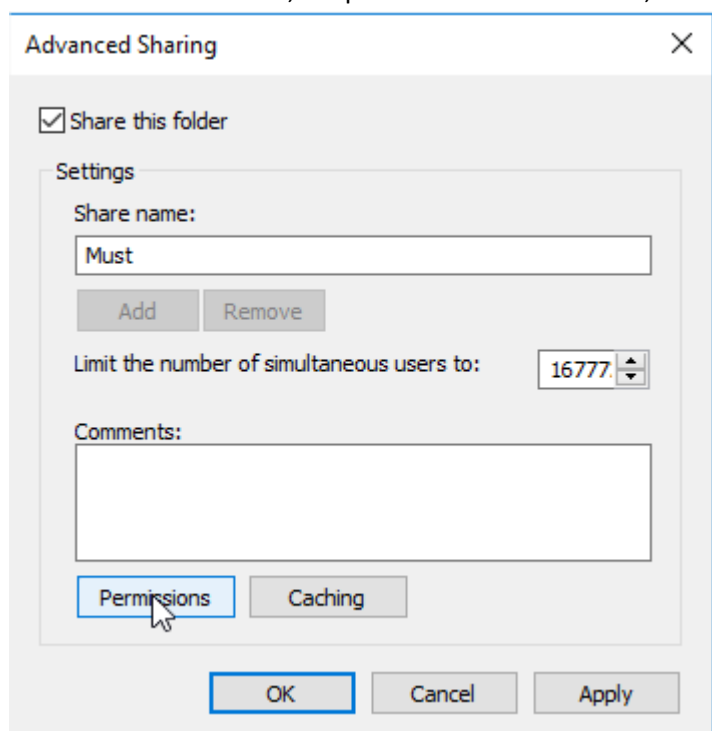 Advanced Sharing
Share this folder
Settings
Share name:
Must
Add Remove
Limit the number of simultaneous users to: 16777
Comments:
Permissions Caching
OK Cancel Apply